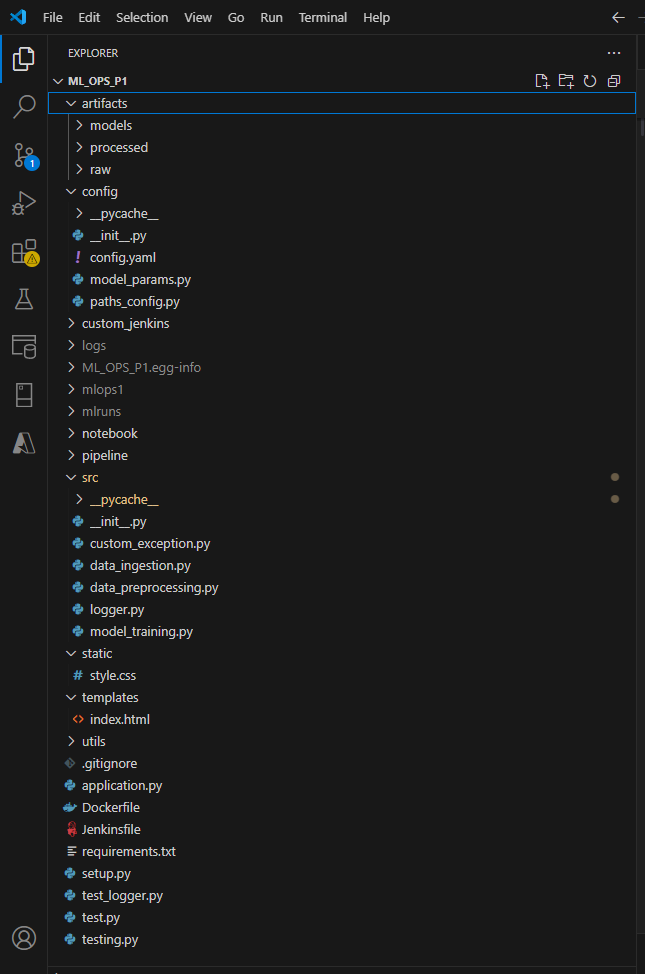 File Edit Selection View Go Run Terminal Help
EXPLORER
ML_OPS_P1
artifacts
models
processed
raw
config
__pycache__
__init__.py
! config.yaml
model_params.py
paths_config.py
custom_jenkins
logs
ML_OPS_P1.egg-info
mlops1
mlruns
notebook
pipeline
src
__pycache__
__init__.py
custom_exception.py
data_ingestion.py
data_preprocessing.py
logger.py
model_training.py
static
# style.css
templates
<> index.html
utils
.gitignore
application.py
Dockerfile
Jenkinsfile
requirements.txt
setup.py
test_logger.py
test.py
testing.py
1